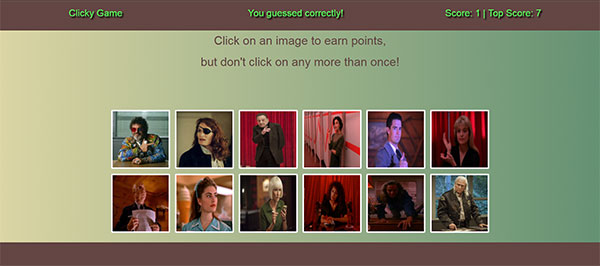 Clicky Game
You guessed correctly!
Score: 1 | Top Score: 7
Click on an image to earn points,
but don't click on any more than once!